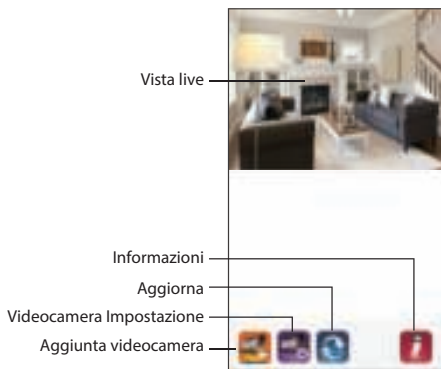 Vista live
Informazioni
Aggiorna
Videocamera Impostazione
Aggiunta videocamera